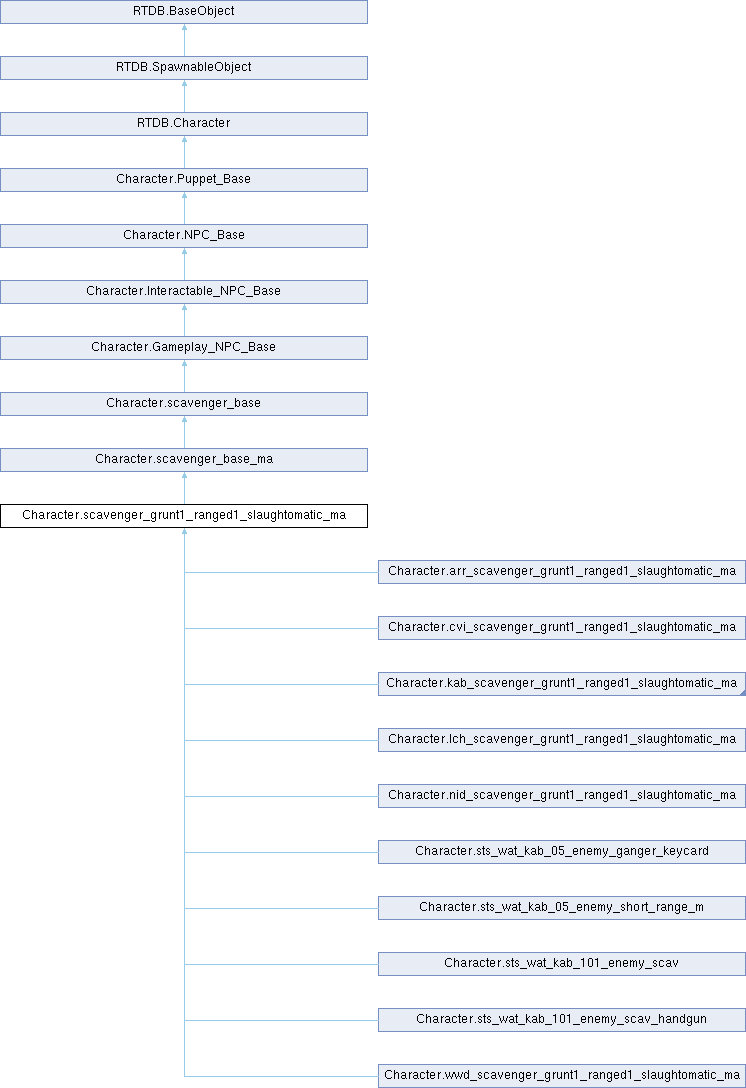 RTDB.BaseObject
RTDB.SpawnableObject
RTDB.Character
Character.Puppet_Base
Character.NPC_Base
Character.Interactable_NPC_Base
Character.Gameplay_NPC_Base
Character.scavenger_base
Character.scavenger_base_ma
Character.scavenger_grunt1_ranged1_slaughtomatic_ma
Character.arr_scavenger_grunt1_ranged1_slaughtomatic_ma
Character.cvi_scavenger_grunt1_ranged1_slaughtomatic_ma
Character.kab_scavenger_grunt1_ranged1_slaughtomatic_ma
Character.lch_scavenger_grunt1_ranged1_slaughtomatic_ma
Character.nid_scavenger_grunt1_ranged1_slaughtomatic_ma
Character.sts_wat_kab_05_enemy_ganger_keycard
Character.sts_wat_kab_05_enemy_short_range_m
Character.sts_wat_kab_101_enemy_scav
Character.sts_wat_kab_101_enemy_scav_handgun
Character.wwd_scavenger_grunt1_ranged1_slaughtomatic_ma